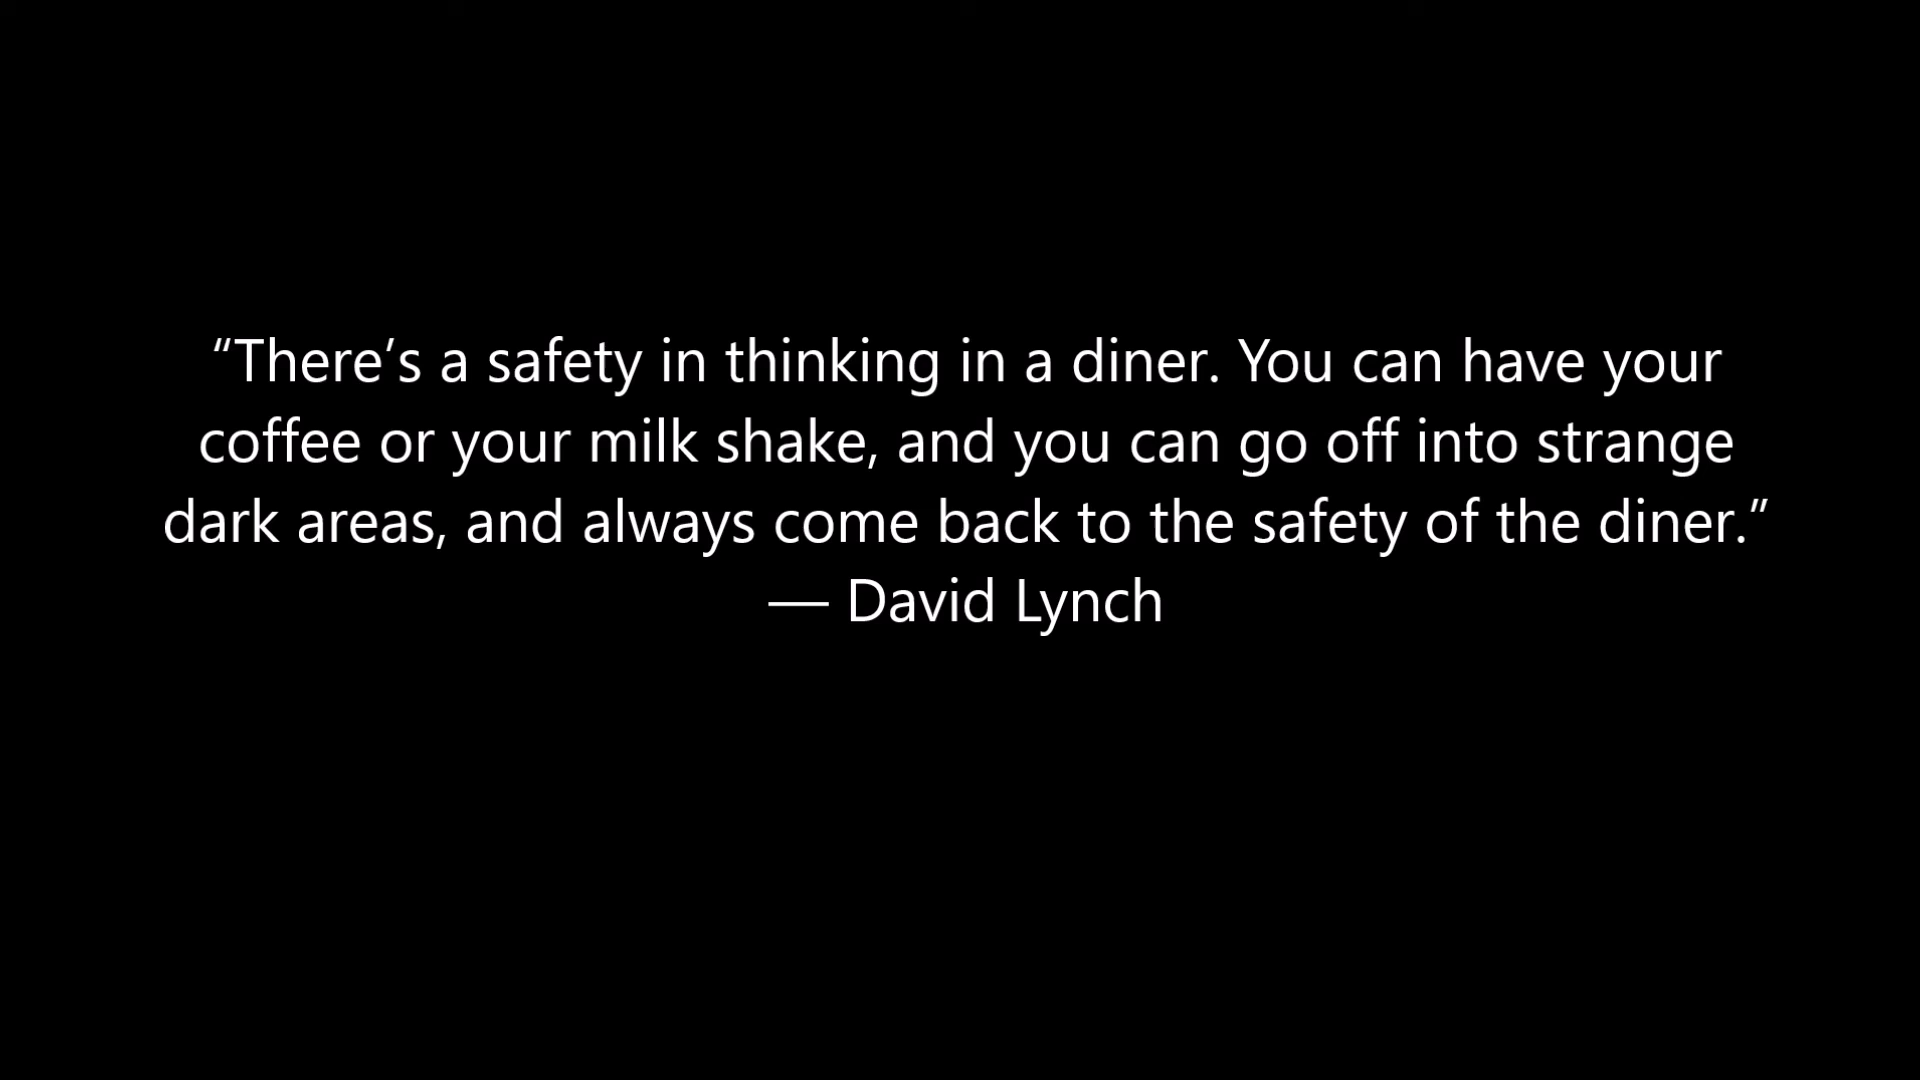 “There’s a safety in thinking in a diner. You can have your
coffee or your milk shake, and you can go off into strange
dark areas, and always come back to the safety of the diner.”
— David Lynch